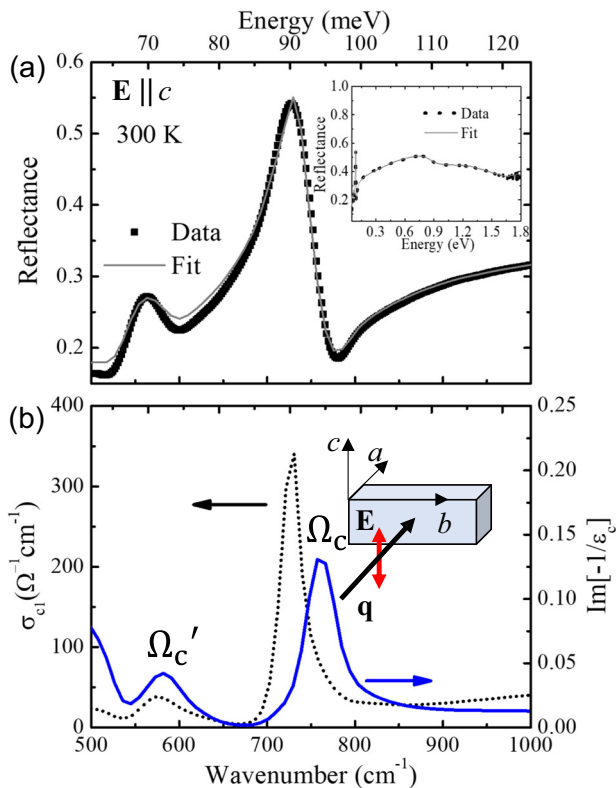 Energy (meV)
70 80 90 100 110 120
(a)
E || c
300 K
Data
Fit
Reflectance
0.6
0.5
0.4
0.3
0.2
Data
Fit
Reflectance
1.0
0.8
0.6
0.4
0.2
0.3 0.6 0.9 1.2 1.5 1.8
Energy (eV)
(b)
σc1(Ω⁻¹cm⁻¹)
400
300
200
100
0
Ωc′
Ωc
c
a
b
E
q
0.25
0.20
0.15
0.10
0.05
0.00
Im[-1/εc]
500 600 700 800 900 1000
Wavenumber (cm⁻¹)